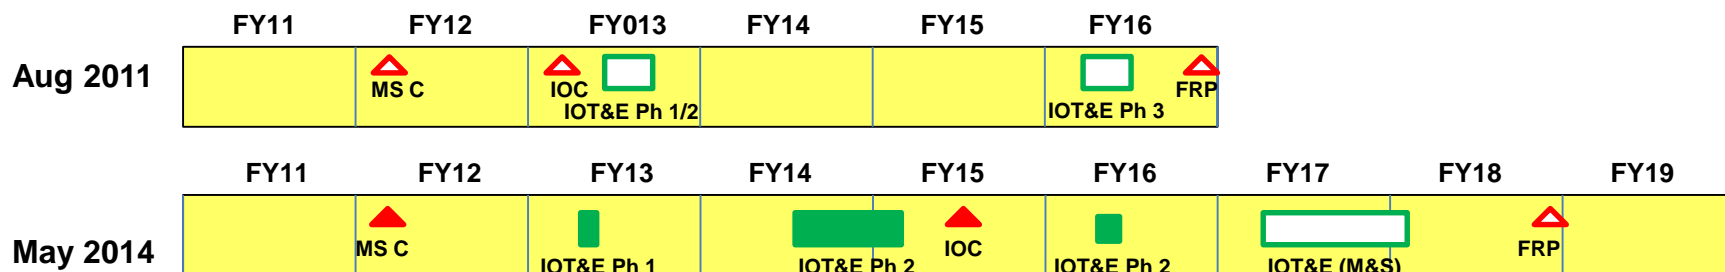 FY11 FY12 FY013 FY14 FY15 FY16
Aug 2011
MS C IOC FRP
IOT&E Ph 1/2 IOT&E Ph 3
FY11 FY12 FY13 FY14 FY15 FY16 FY17 FY18 FY19
May 2014
MS C IOC FRP
IOT&E Ph 1 IOT&E Ph 2 IOT&E Ph 2 IOT&E (M&S)